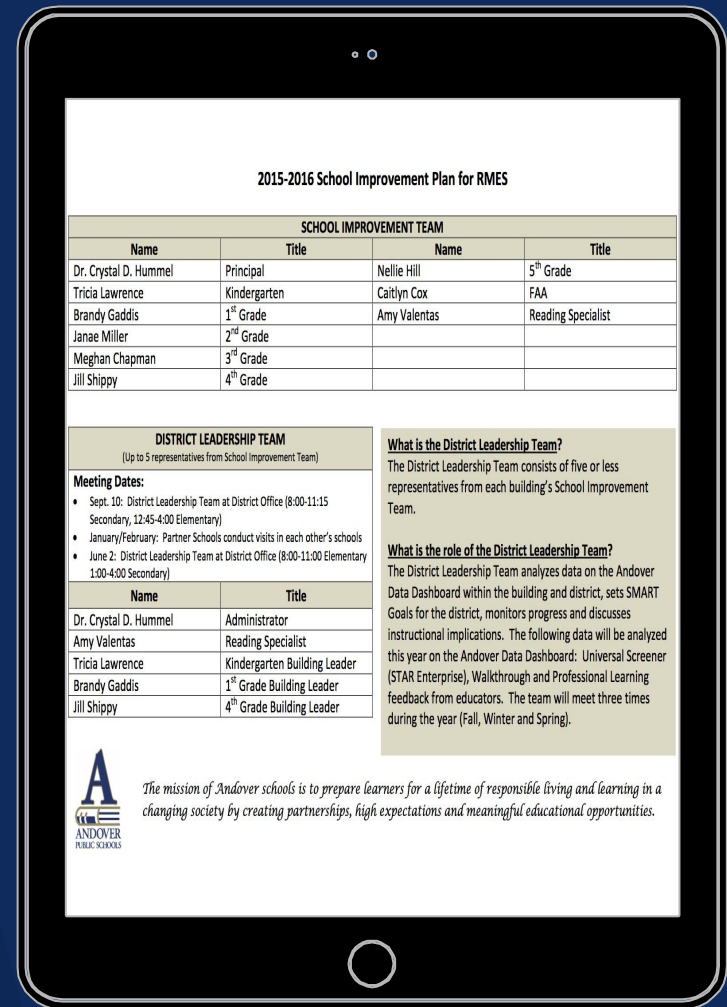 2015-2016 School Improvement Plan for RMES
SCHOOL IMPROVEMENT TEAM
Name Title Name Title
Dr. Crystal D. Hummel Principal Nellie Hill 5th Grade
Tricia Lawrence Kindergarten Caitlyn Cox FAA
Brandy Gaddis 1st Grade Amy Valentas Reading Specialist
Janae Miller 2nd Grade
Meghan Chapman 3rd Grade
Jill Shippy 4th Grade
DISTRICT LEADERSHIP TEAM
(Up to 5 representatives from School Improvement Team)
Meeting Dates:
• Sept. 10: District Leadership Team at District Office (8:00-11:15
Secondary, 12:45-4:00 Elementary)
• January/February: Partner Schools conduct visits in each other's schools
• June 2: District Leadership Team at District Office (8:00-11:00 Elementary
1:00-4:00 Secondary)
Name Title
Dr. Crystal D. Hummel Administrator
Amy Valentas Reading Specialist
Tricia Lawrence Kindergarten Building Leader
Brandy Gaddis 1st Grade Building Leader
Jill Shippy 4th Grade Building Leader
What is the District Leadership Team?
The District Leadership Team consists of five or less
representatives from each building's School Improvement
Team.
What is the role of the District Leadership Team?
The District Leadership Team analyzes data on the Andover
Data Dashboard within the building and district, sets SMART
Goals for the district, monitors progress and discusses
instructional implications. The following data will be analyzed
this year on the Andover Data Dashboard: Universal Screener
(STAR Enterprise), Walkthrough and Professional Learning
feedback from educators. The team will meet three times
during the year (Fall, Winter and Spring).
A
ANDOVER
PUBLIC SCHOOLS
The mission of Andover schools is to prepare learners for a lifetime of responsible living and learning in a
changing society by creating partnerships, high expectations and meaningful educational opportunities.